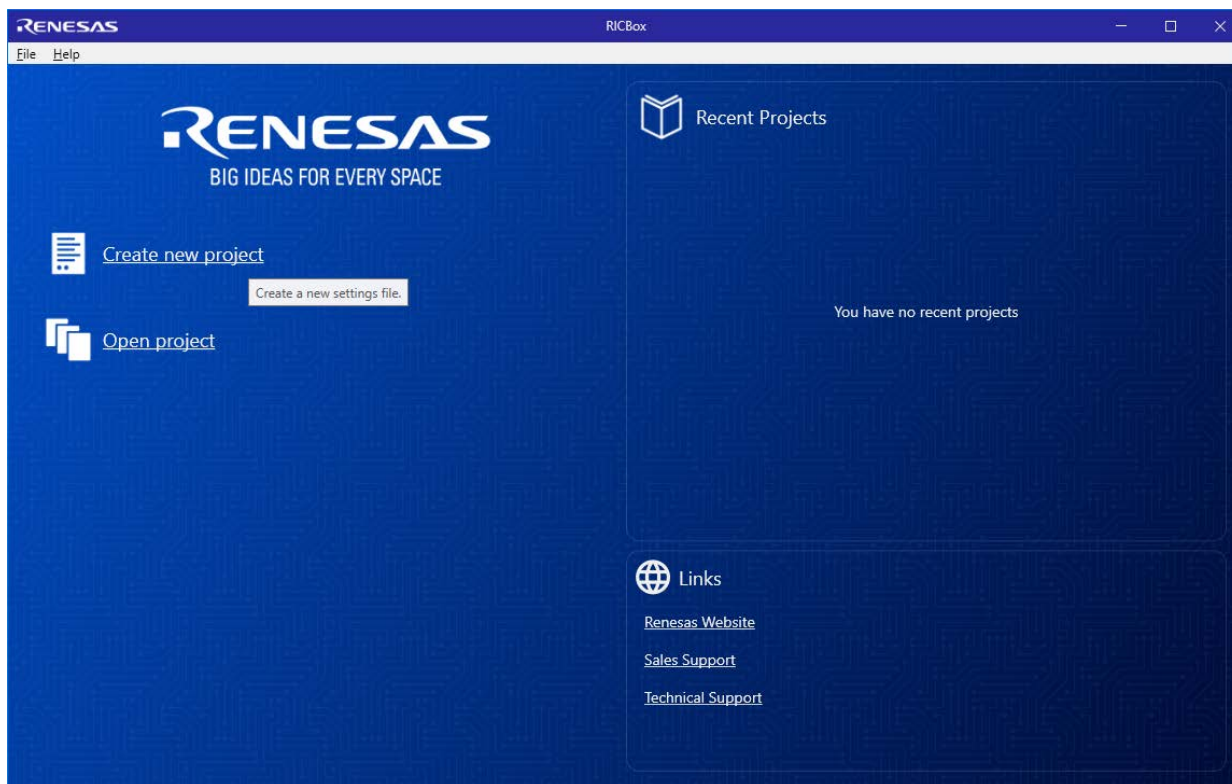 RENESAS
RICBox
File Help
RENESAS
BIG IDEAS FOR EVERY SPACE
Create new project
Create a new settings file.
Open project
Recent Projects
You have no recent projects
Links
Renesas Website
Sales Support
Technical Support